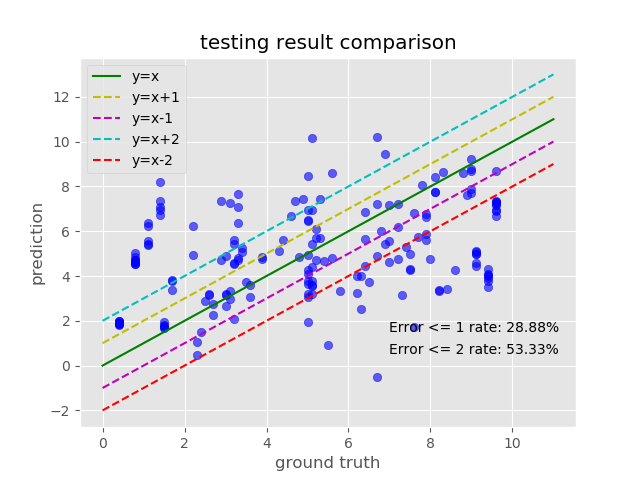 testing result comparison
y=x
y=x+1
y=x-1
y=x+2
y=x-2
12
10
8
6
4
2
0
−2
prediction
Error <= 1 rate: 28.88%
Error <= 2 rate: 53.33%
0 2 4 6 8 10
ground truth